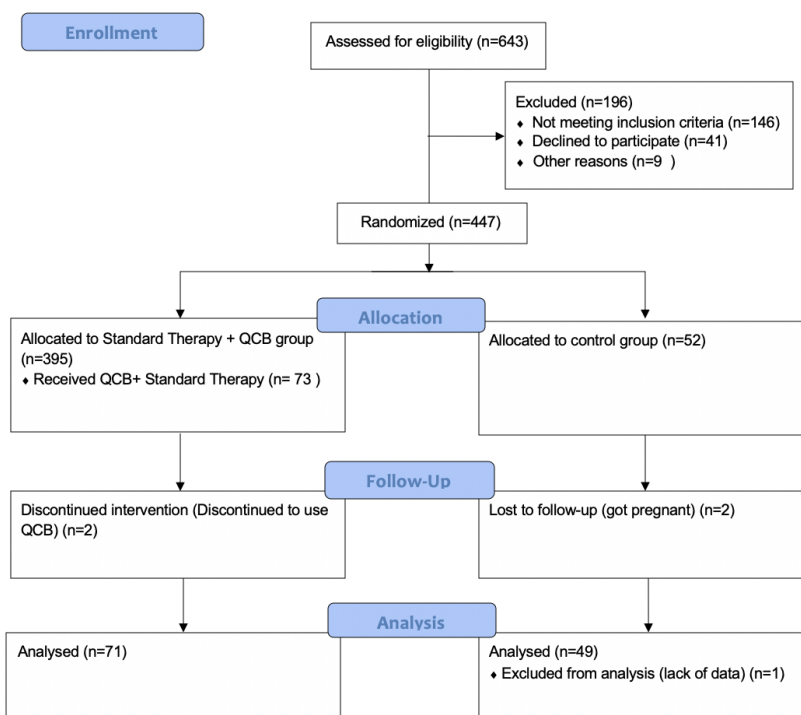 Enrollment
Assessed for eligibility (n=643)
Excluded (n=196)
♦ Not meeting inclusion criteria (n=146)
♦ Declined to participate (n=41)
♦ Other reasons (n=9 )
Randomized (n=447)
Allocation
Allocated to Standard Therapy + QCB group
(n=395)
♦ Received QCB+ Standard Therapy (n= 73 )
Allocated to control group (n=52)
Follow-Up
Discontinued intervention (Discontinued to use
QCB) (n=2)
Lost to follow-up (got pregnant) (n=2)
Analysis
Analysed (n=71)
Analysed (n=49)
♦ Excluded from analysis (lack of data) (n=1)